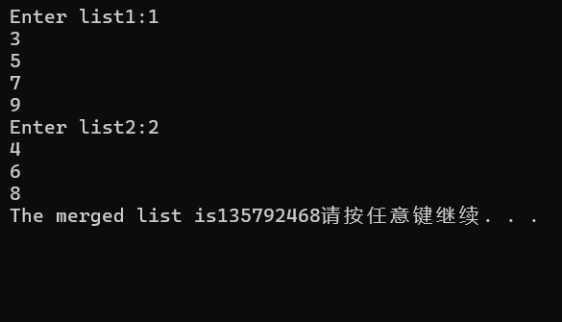 Enter list1:1
3
5
7
9
Enter list2:2
4
6
8
The merged list is135792468请按任意键继续. . .